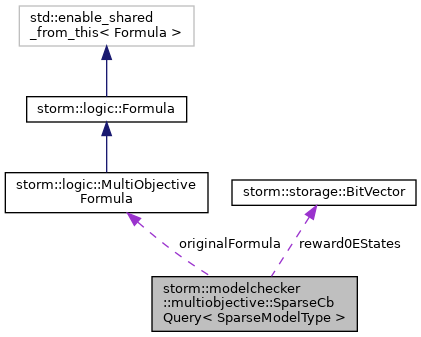 std::enable_shared
_from_this< Formula >
storm::logic::Formula
storm::logic::MultiObjective
Formula
storm::storage::BitVector
originalFormula
reward0EStates
storm::modelchecker
::multiobjective::SparseCb
Query< SparseModelType >